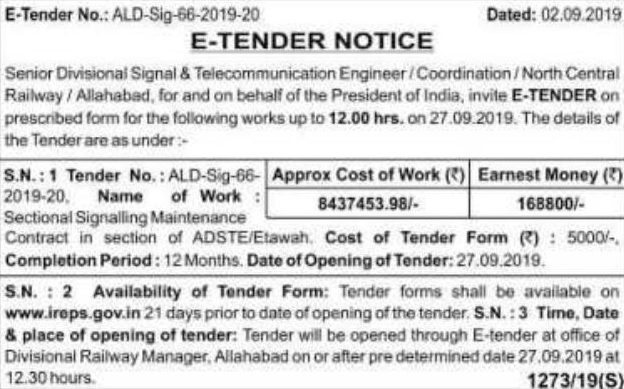 E-Tender No.: ALD-Sig-66-2019-20 Dated: 02.09.2019
E-TENDER NOTICE
Senior Divisional Signal & Telecommunication Engineer / Coordination / North Central
Railway / Allahabad, for and on behalf of the President of India, invite E-TENDER on
prescribed form for the following works up to 12.00 hrs. on 27.09.2019. The details of
the Tender are as under :-
S.N. : 1 Tender No. : ALD-Sig-66-
2019-20, Name of Work :
Sectional Signalling Maintenance
Approx Cost of Work (₹) Earnest Money (₹)
8437453.98/- 168800/-
Contract in section of ADSTE/Etawah. Cost of Tender Form (₹) : 5000/-,
Completion Period : 12 Months. Date of Opening of Tender: 27.09.2019.
S.N. : 2 Availability of Tender Form: Tender forms shall be available on
www.ireps.gov.in 21 days prior to date of opening of the tender. S.N. : 3 Time, Date
& place of opening of tender: Tender will be opened through E-tender at office of
Divisional Railway Manager, Allahabad on or after pre determined date 27.09.2019 at
12.30 hours. 1273/19(S)